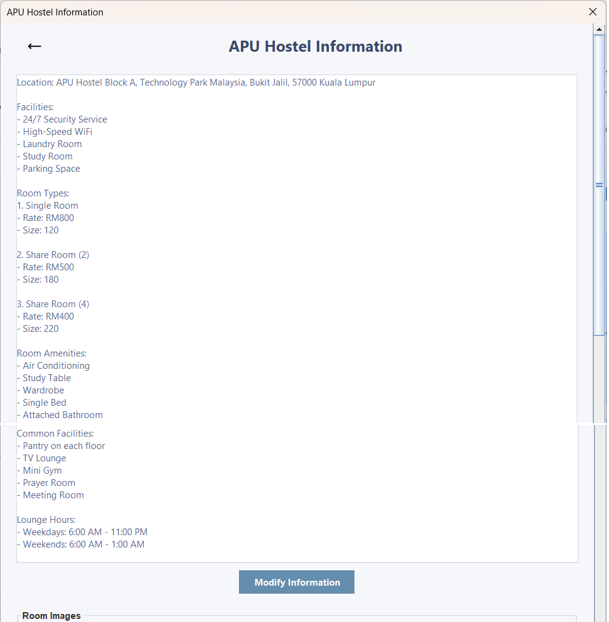 APU Hostel Information
APU Hostel Information
Location: APU Hostel Block A, Technology Park Malaysia, Bukit Jalil, 57000 Kuala Lumpur
Facilities:
- 24/7 Security Service
- High-Speed WiFi
- Laundry Room
- Study Room
- Parking Space
Room Types:
1. Single Room
- Rate: RM800
- Size: 120
2. Share Room (2)
- Rate: RM500
- Size: 180
3. Share Room (4)
- Rate: RM400
- Size: 220
Room Amenities:
- Air Conditioning
- Study Table
- Wardrobe
- Single Bed
- Attached Bathroom
Common Facilities:
- Pantry on each floor
- TV Lounge
- Mini Gym
- Prayer Room
- Meeting Room
Lounge Hours:
- Weekdays: 6:00 AM - 11:00 PM
- Weekends: 6:00 AM - 1:00 AM
Modify Information
Room Images